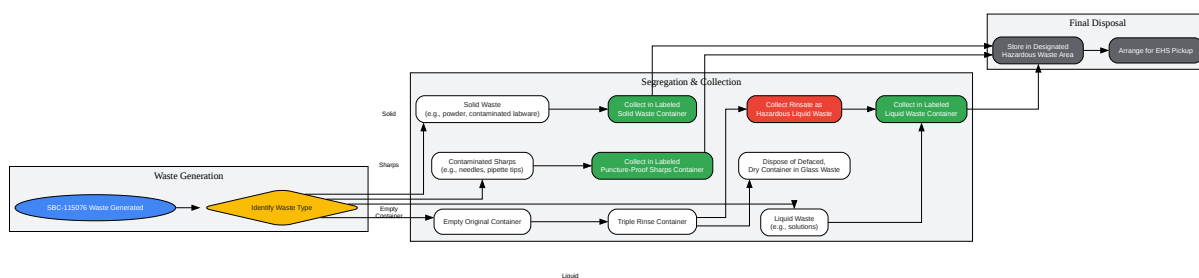 Final Disposal
Store in Designated
Hazardous Waste Area
Arrange for EHS Pickup
Segregation & Collection
Solid Waste
(e.g., powder, contaminated labware)
Collect in Labeled
Solid Waste Container
Collect Rinsate as
Hazardous Liquid Waste
Collect in Labeled
Liquid Waste Container
Solid
Contaminated Sharps
(e.g., needles, pipette tips)
Collect in Labeled
Puncture-Proof Sharps Container
Dispose of Defaced,
Dry Container in Glass Waste
Sharps
Waste Generation
SBC-115076 Waste Generated
Identify Waste Type
Empty
Container
Empty Original Container
Triple Rinse Container
Liquid Waste
(e.g., solutions)
Liquid